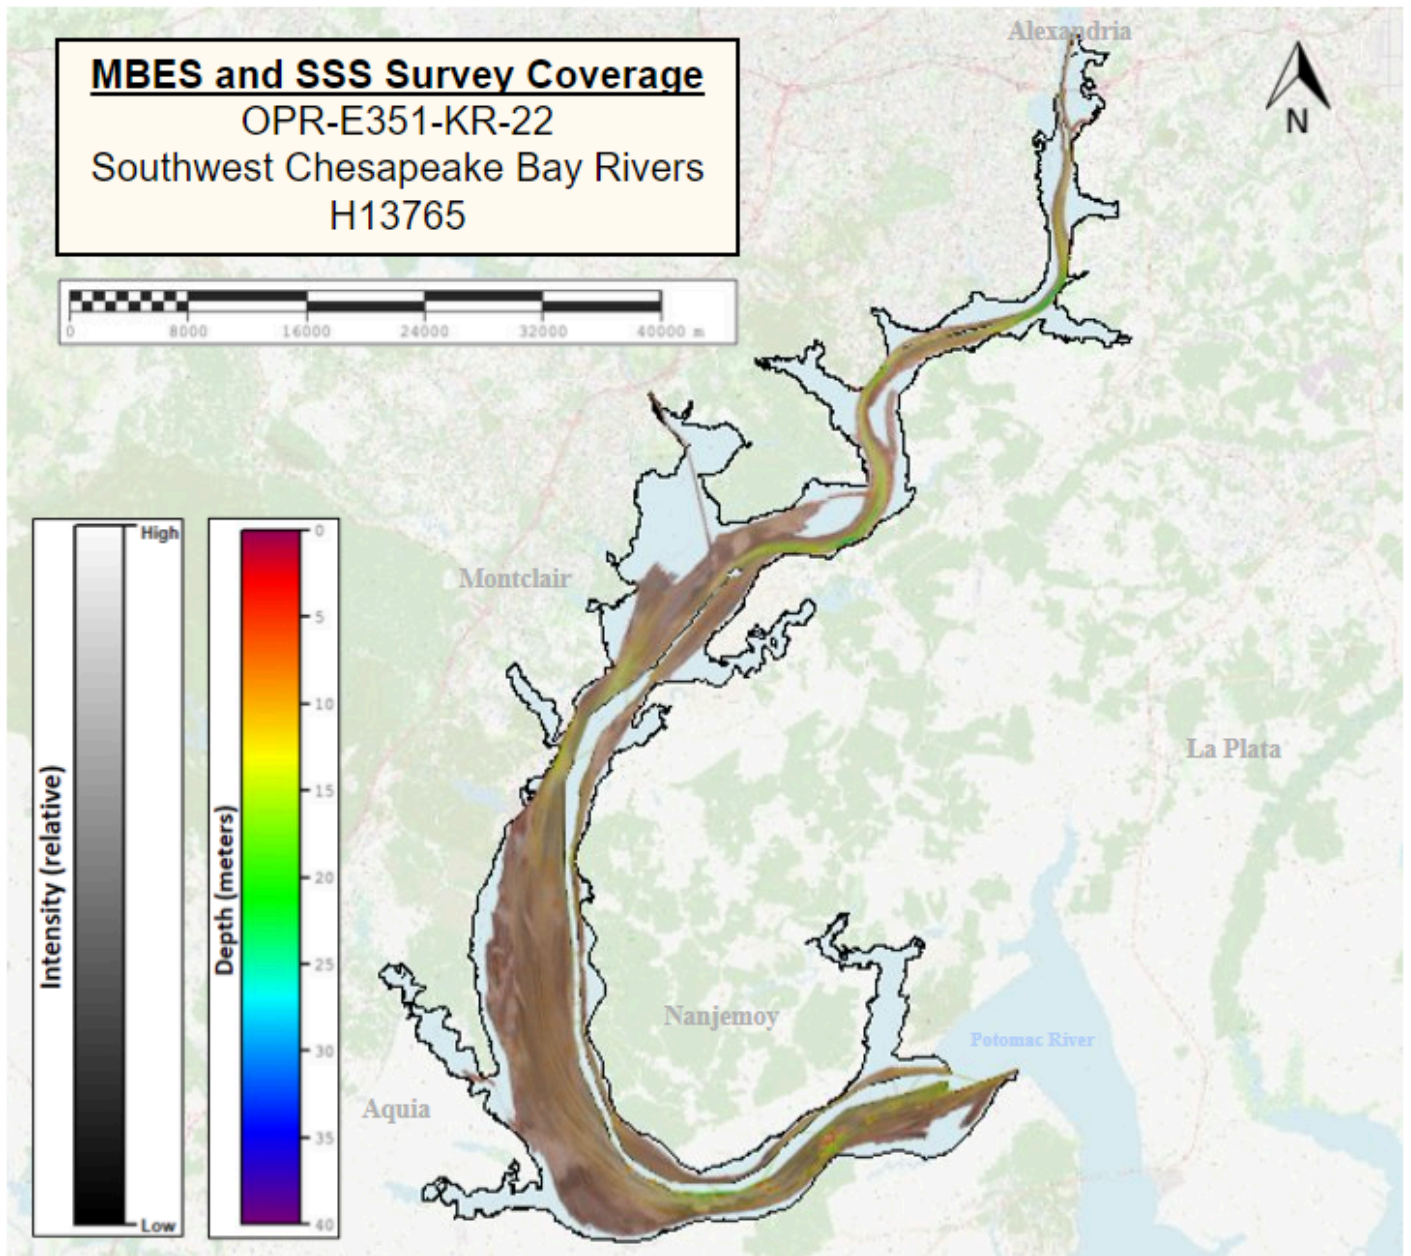 Alexandria
MBES and SSS Survey Coverage
OPR-E351-KR-22
Southwest Chesapeake Bay Rivers
H13765
N
0 8000 16000 24000 32000 40000 m
High
Low
Intensity (relative)
0
5
10
15
20
25
30
35
40
Depth (meters)
Montclair
La Plata
Nanjemoy
Potomac River
Aquia